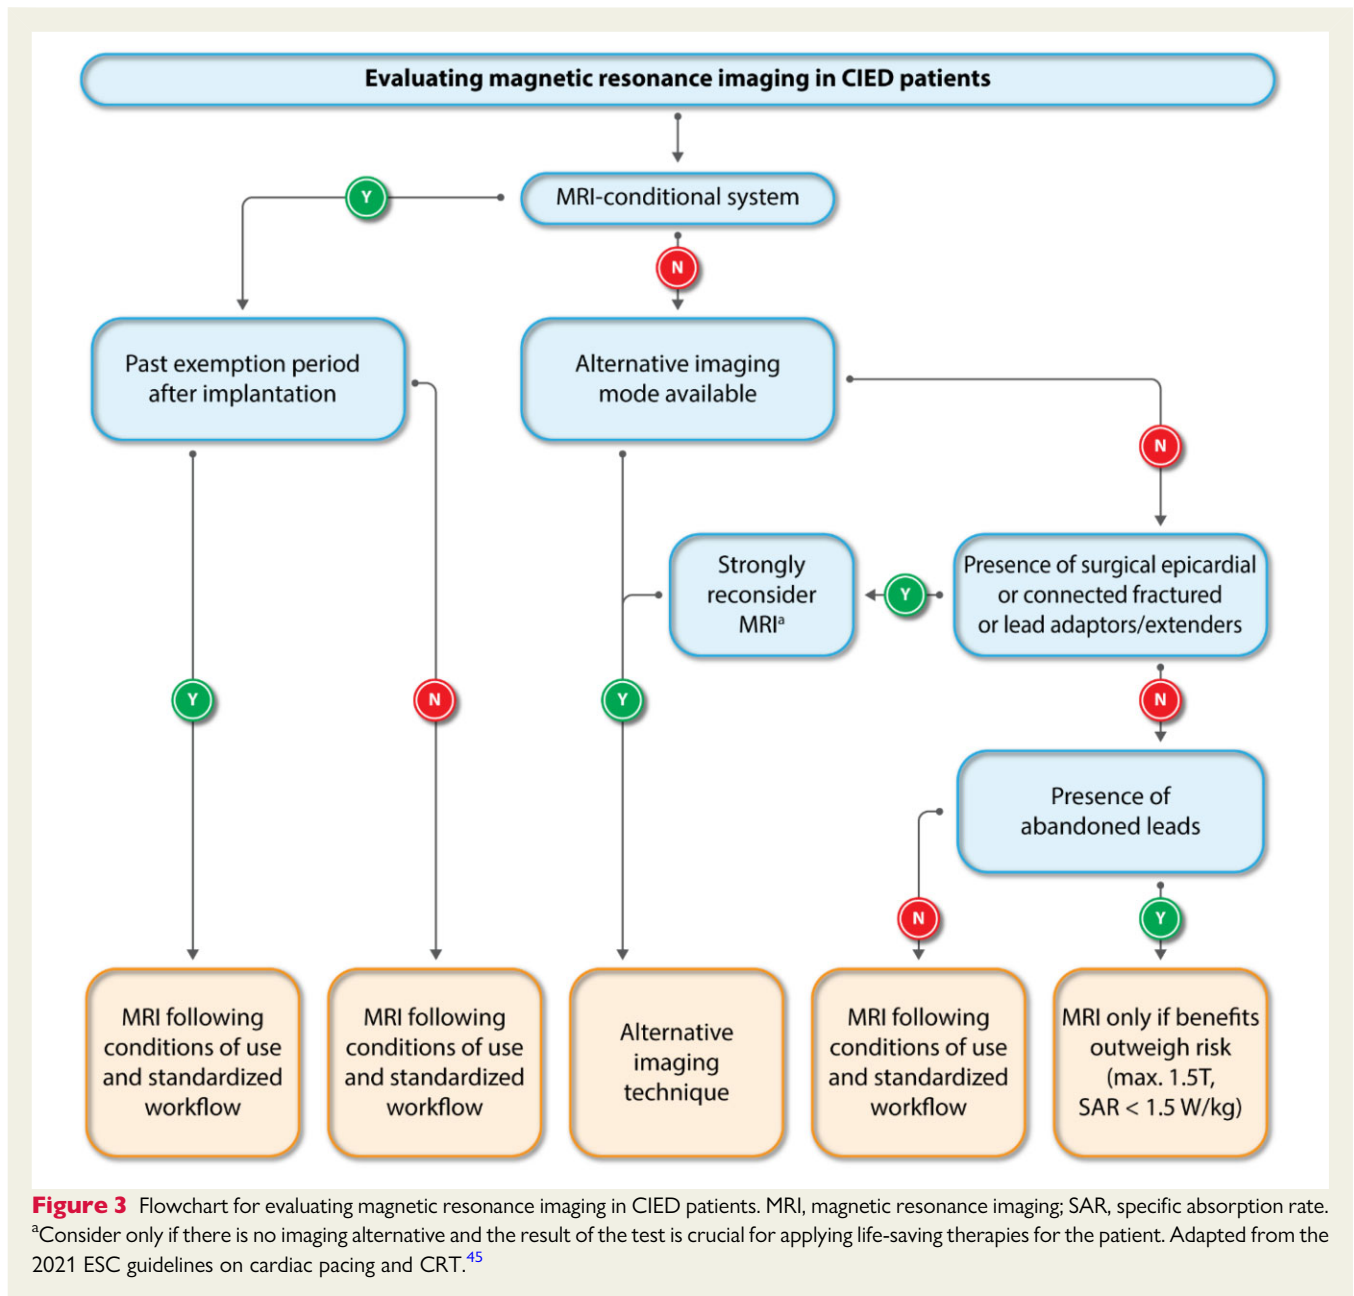 Evaluating magnetic resonance imaging in CIED patients
Y
MRI-conditional system
N
Past exemption period
after implantation
Alternative imaging
mode available
N
Strongly
reconsider
MRIa
Y
Presence of surgical epicardial
or connected fractured
or lead adaptors/extenders
Y
N
Y
N
Presence of
abandoned leads
N
Y
MRI following
conditions of use
and standardized
workflow
MRI following
conditions of use
and standardized
workflow
Alternative
imaging
technique
MRI following
conditions of use
and standardized
workflow
MRI only if benefits
outweigh risk
(max. 1.5T,
SAR < 1.5 W/kg)
Figure 3 Flowchart for evaluating magnetic resonance imaging in CIED patients. MRI, magnetic resonance imaging; SAR, specific absorption rate.
aConsider only if there is no imaging alternative and the result of the test is crucial for applying life-saving therapies for the patient. Adapted from the
2021 ESC guidelines on cardiac pacing and CRT.45